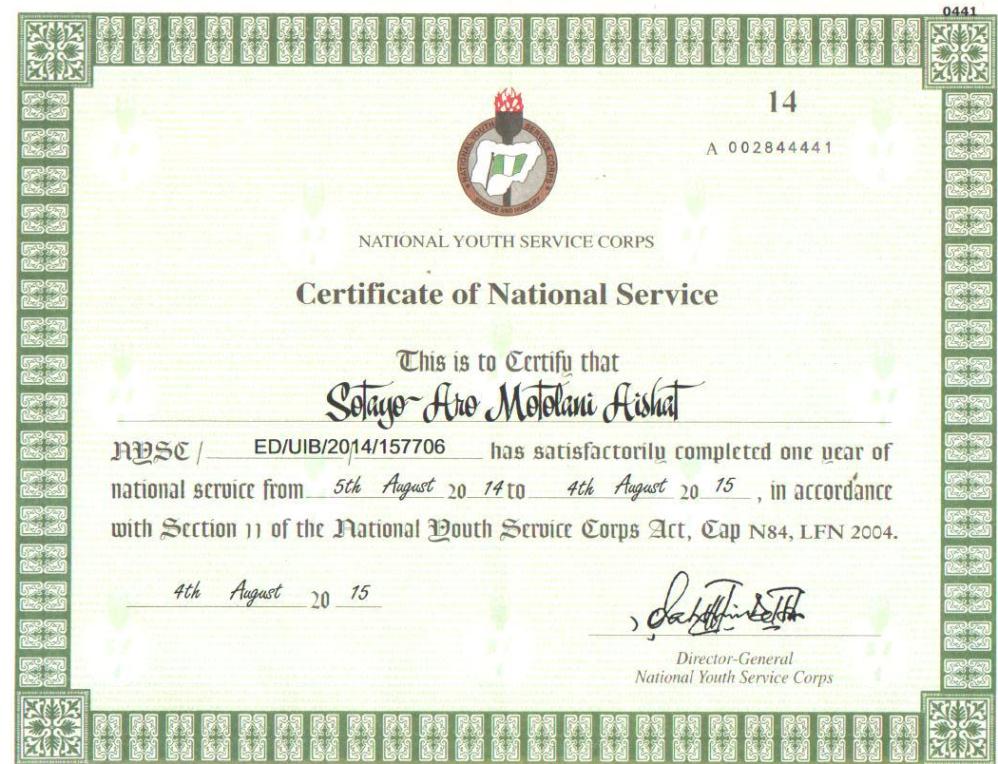 0441
14
A 002844441
NATIONAL YOUTH SERVICE CORPS
SERVICE AND HUMILITY
NATIONAL YOUTH SERVICE CORPS
Certificate of National Service
This is to Certify that
Sotayo-Aro Motolani Aishat
NYSC / ED/UIB/2014/157706 has satisfactorily completed one year of
national service from 5th August 20 14 to 4th August 20 15 , in accordance
with Section 11 of the National Youth Service Corps Act, Cap N84, LFN 2004.
4th August 20 15
Director-General
National Youth Service Corps